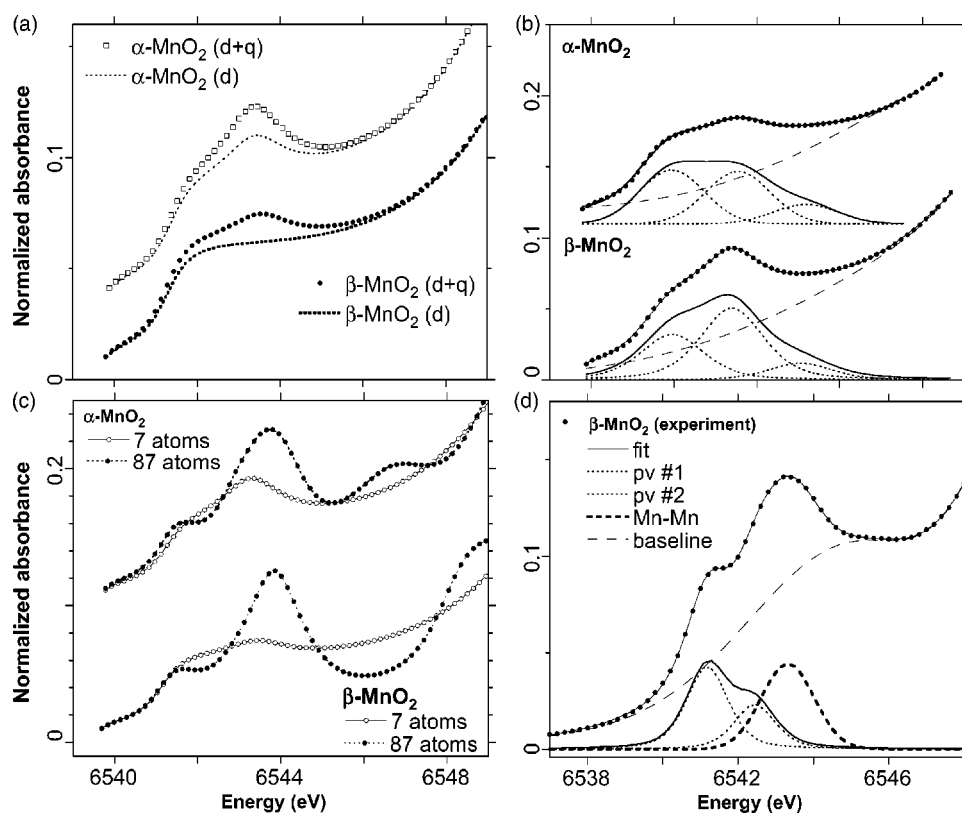 (a)
α-MnO2 (d+q)
α-MnO2 (d)
β-MnO2 (d+q)
β-MnO2 (d)
0.1
0
Normalized absorbance
(b)
α-MnO2
0.2
0.1
β-MnO2
0
(c)
α-MnO2
7 atoms
87 atoms
0.2
β-MnO2
7 atoms
87 atoms
0
Normalized absorbance
6540 6544 6548
Energy (eV)
(d)
β-MnO2 (experiment)
fit
pv #1
pv #2
Mn-Mn
baseline
0.1
0
6538 6542 6546
Energy (eV)